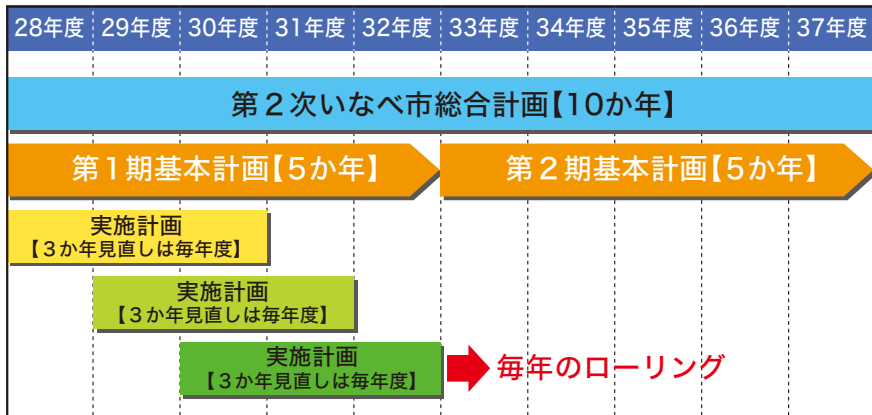 28年度 29年度 30年度 31年度 32年度 33年度 34年度 35年度 36年度 37年度
第２次いなべ市総合計画【10か年】
第１期基本計画【５か年】 第２期基本計画【５か年】
実施計画
【３か年見直しは毎年度】
実施計画
【３か年見直しは毎年度】
実施計画
【３か年見直しは毎年度】
毎年のローリング